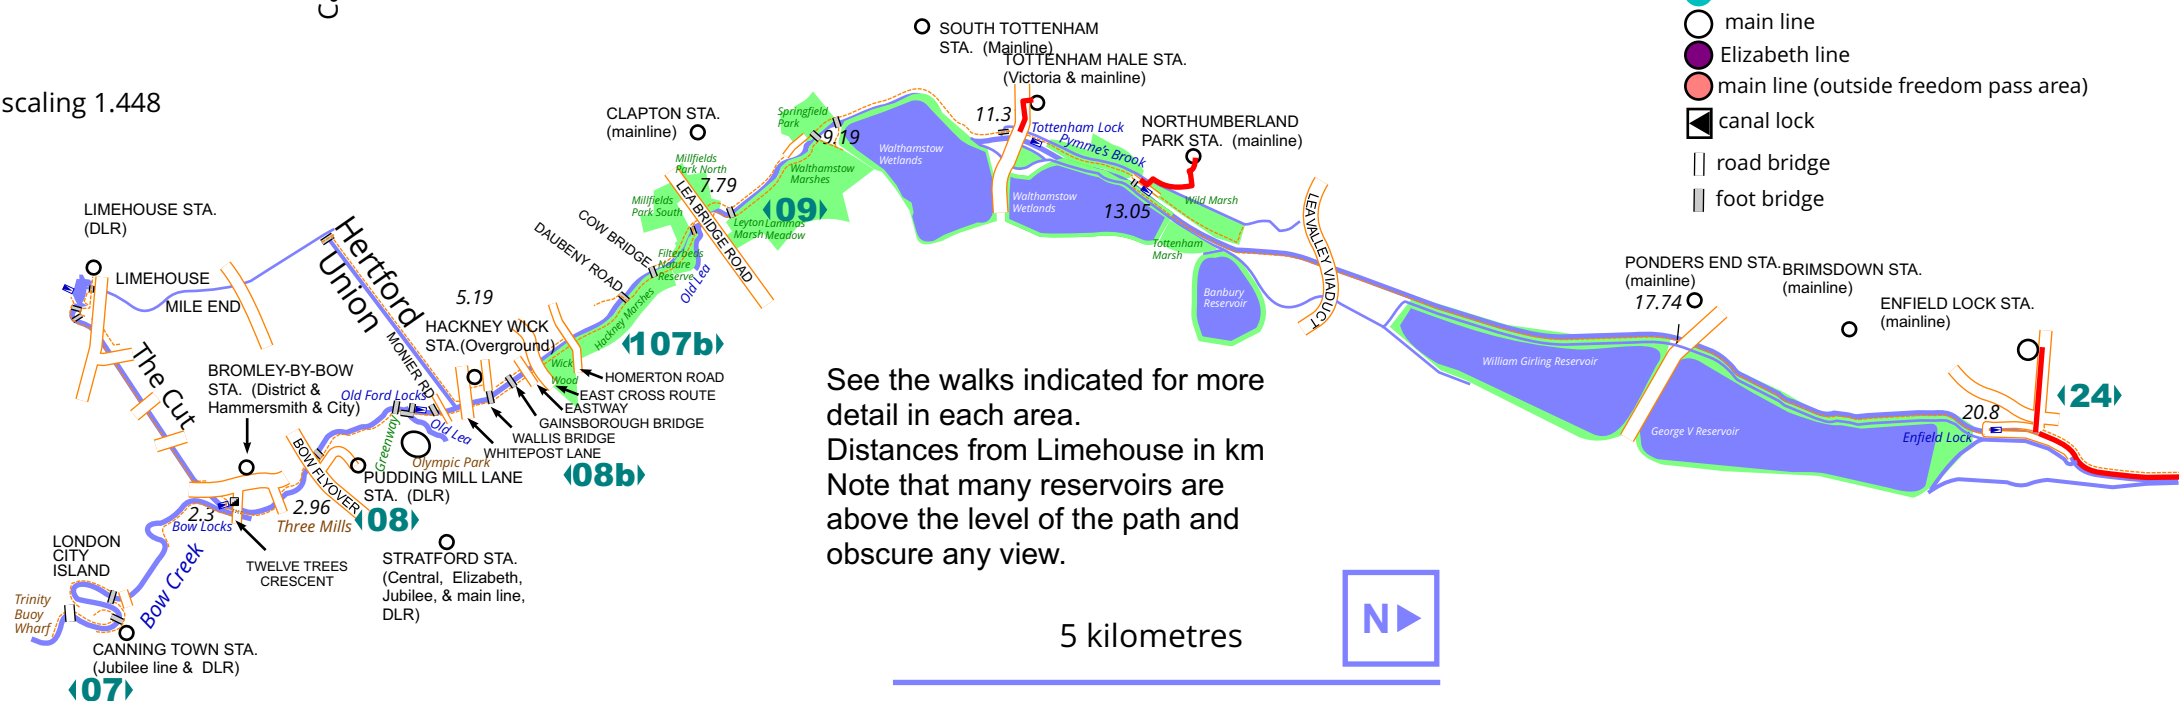 SOUTH TOTTENHAM
STA. (Mainline)
TOTTENHAM HALE STA.
(Victoria & mainline)
main line
Elizabeth line
main line (outside freedom pass area)
canal lock
road bridge
foot bridge
scaling 1.448
CLAPTON STA.
(mainline)
Springfield
Park
9.19
11.3
Tottenham Lock
Pymme's Brook
NORTHUMBERLAND
PARK STA. (mainline)
Walthamstow
Wetlands
Millfields
Park North
Walthamstow
Marshes
7.79
LEA BRIDGE ROAD
Millfields
Park South
09
Leyton
Marsh
Lammas
Meadow
Walthamstow
Wetlands
13.05
Wild Marsh
Tottenham
Marsh
LEA VALLEY VIADUCT
LIMEHOUSE STA.
(DLR)
LIMEHOUSE
MILE END
Hertford
Union
COW BRIDGE
DAUBENY ROAD
Filterbeds
Nature
Reserve
Old Lea
Hackney Marshes
Banbury
Reservoir
PONDERS END STA.
(mainline)
17.74
BRIMSDOWN STA.
(mainline)
ENFIELD LOCK STA.
(mainline)
5.19
HACKNEY WICK
STA.(Overground)
107b
MONIER RD
The Cut
BROMLEY-BY-BOW
STA. (District &
Hammersmith & City)
Old Ford Locks
Old Lea
Greenway
Olympic Park
Wick
Wood
HOMERTON ROAD
EAST CROSS ROUTE
EASTWAY
GAINSBOROUGH BRIDGE
WALLIS BRIDGE
WHITEPOST LANE
08b
William Girling Reservoir
George V Reservoir
20.8
Enfield Lock
24
See the walks indicated for more
detail in each area.
Distances from Limehouse in km
Note that many reservoirs are
above the level of the path and
obscure any view.
BOW FLYOVER
PUDDING MILL LANE
STA. (DLR)
2.3
Bow Locks
2.96
Three Mills
08
TWELVE TREES
CRESCENT
STRATFORD STA.
(Central, Elizabeth,
Jubilee, & main line,
DLR)
LONDON
CITY
ISLAND
Bow Creek
Trinity
Buoy
Wharf
CANNING TOWN STA.
(Jubilee line & DLR)
07
5 kilometres
N